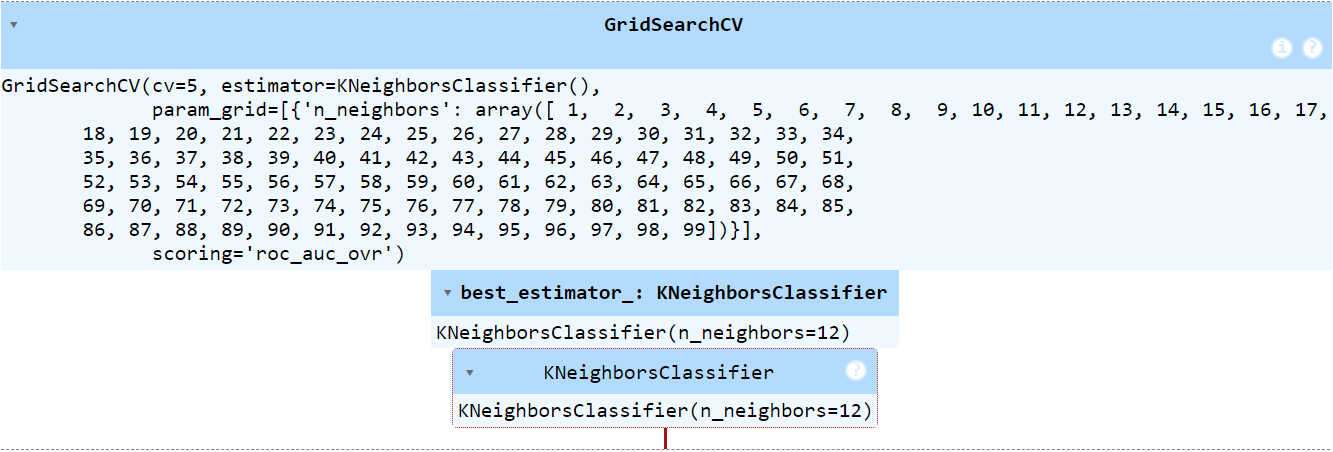 GridSearchCV
i ?
GridSearchCV(cv=5, estimator=KNeighborsClassifier(),
             param_grid=[{'n_neighbors': array([ 1,  2,  3,  4,  5,  6,  7,  8,  9, 10, 11, 12, 13, 14, 15, 16, 17,
       18, 19, 20, 21, 22, 23, 24, 25, 26, 27, 28, 29, 30, 31, 32, 33, 34,
       35, 36, 37, 38, 39, 40, 41, 42, 43, 44, 45, 46, 47, 48, 49, 50, 51,
       52, 53, 54, 55, 56, 57, 58, 59, 60, 61, 62, 63, 64, 65, 66, 67, 68,
       69, 70, 71, 72, 73, 74, 75, 76, 77, 78, 79, 80, 81, 82, 83, 84, 85,
       86, 87, 88, 89, 90, 91, 92, 93, 94, 95, 96, 97, 98, 99])}],
             scoring='roc_auc_ovr')
best_estimator_: KNeighborsClassifier
KNeighborsClassifier(n_neighbors=12)
KNeighborsClassifier ?
KNeighborsClassifier(n_neighbors=12)